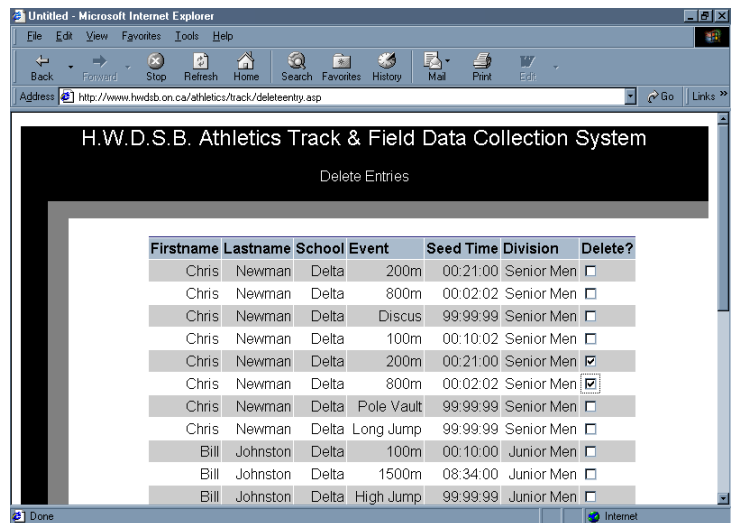 Untitled - Microsoft Internet Explorer
File Edit View Favorites Tools Help
Back Forward Stop Refresh Home Search Favorites History Mail Print Edit
Address http://www.hwdsb.on.ca/athletics/track/deleteentry.asp Go Links »
H.W.D.S.B. Athletics Track & Field Data Collection System
Delete Entries
Firstname Lastname School Event Seed Time Division Delete?
Chris Newman Delta 200m 00:21:00 Senior Men
Chris Newman Delta 800m 00:02:02 Senior Men
Chris Newman Delta Discus 99:99:99 Senior Men
Chris Newman Delta 100m 00:10:02 Senior Men
Chris Newman Delta 200m 00:21:00 Senior Men
Chris Newman Delta 800m 00:02:02 Senior Men
Chris Newman Delta Pole Vault 99:99:99 Senior Men
Chris Newman Delta Long Jump 99:99:99 Senior Men
Bill Johnston Delta 100m 00:10:00 Junior Men
Bill Johnston Delta 1500m 08:34:00 Junior Men
Bill Johnston Delta High Jump 99:99:99 Junior Men
Done Internet